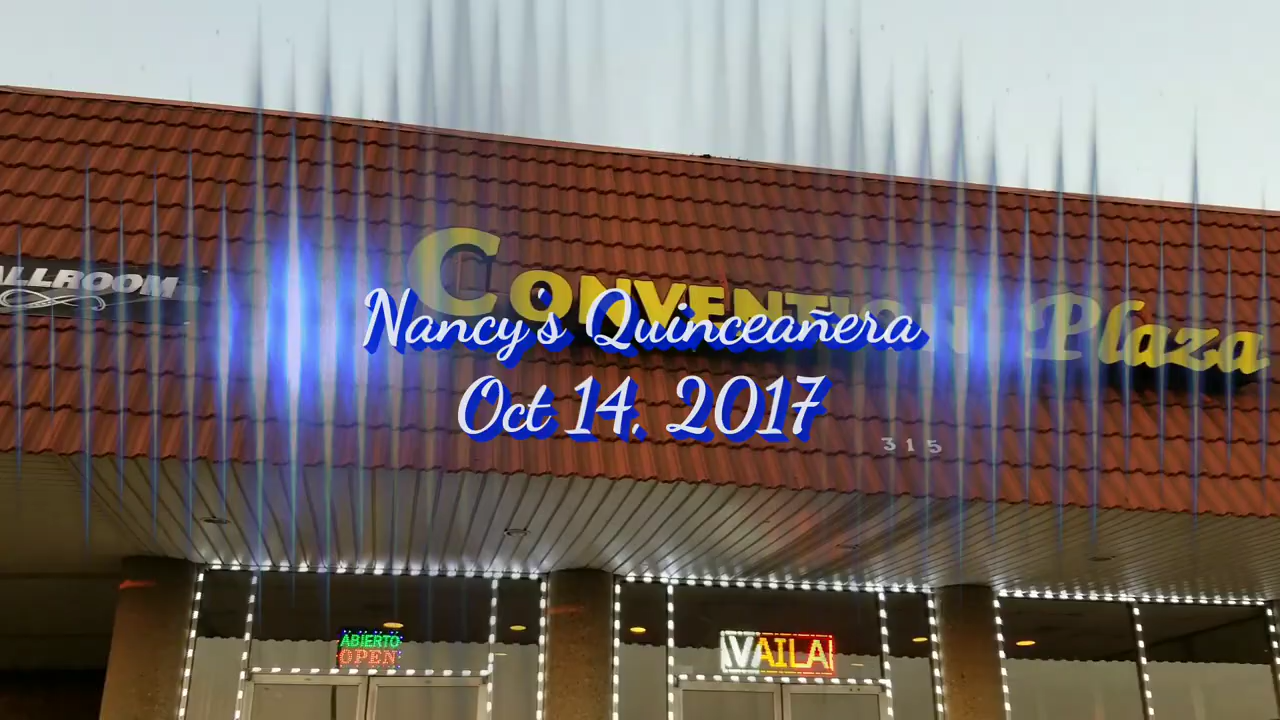 ALLROOM
CONVENTION Plaza
Nancy's Quinceañera
Oct 14, 2017
315
ABIERTO
OPEN
VAILA